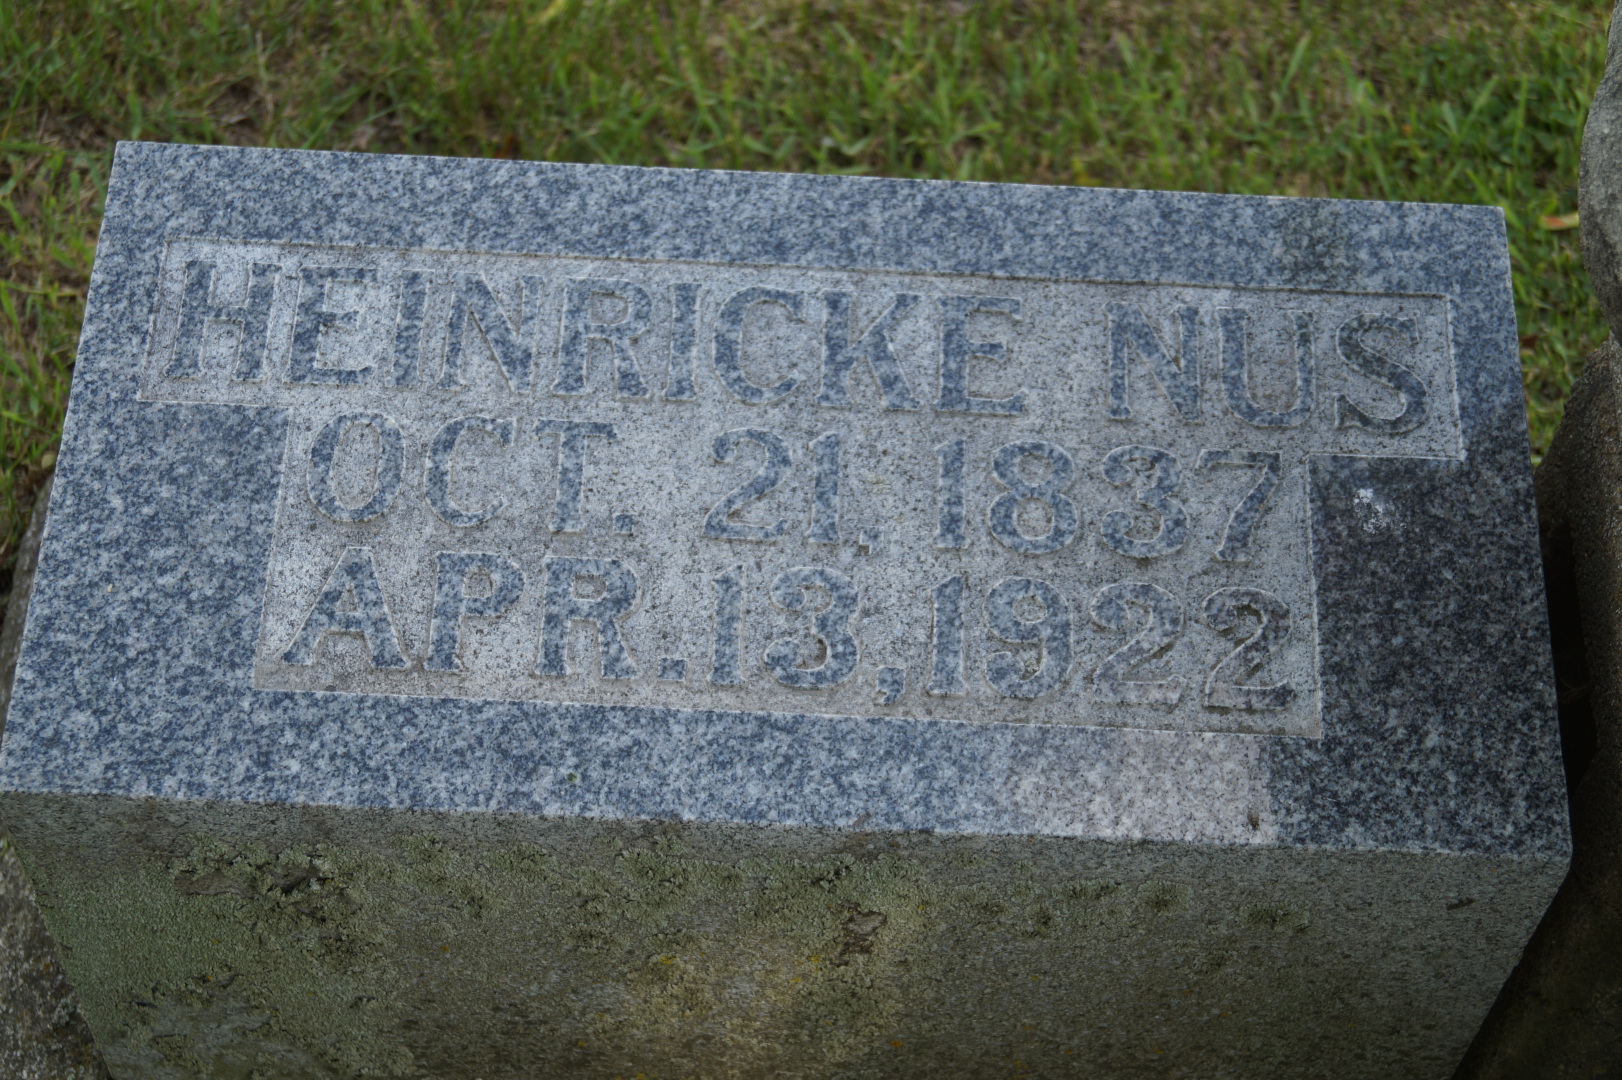 HEINRICKE NUS
OCT. 21, 1837
APR. 13, 1922